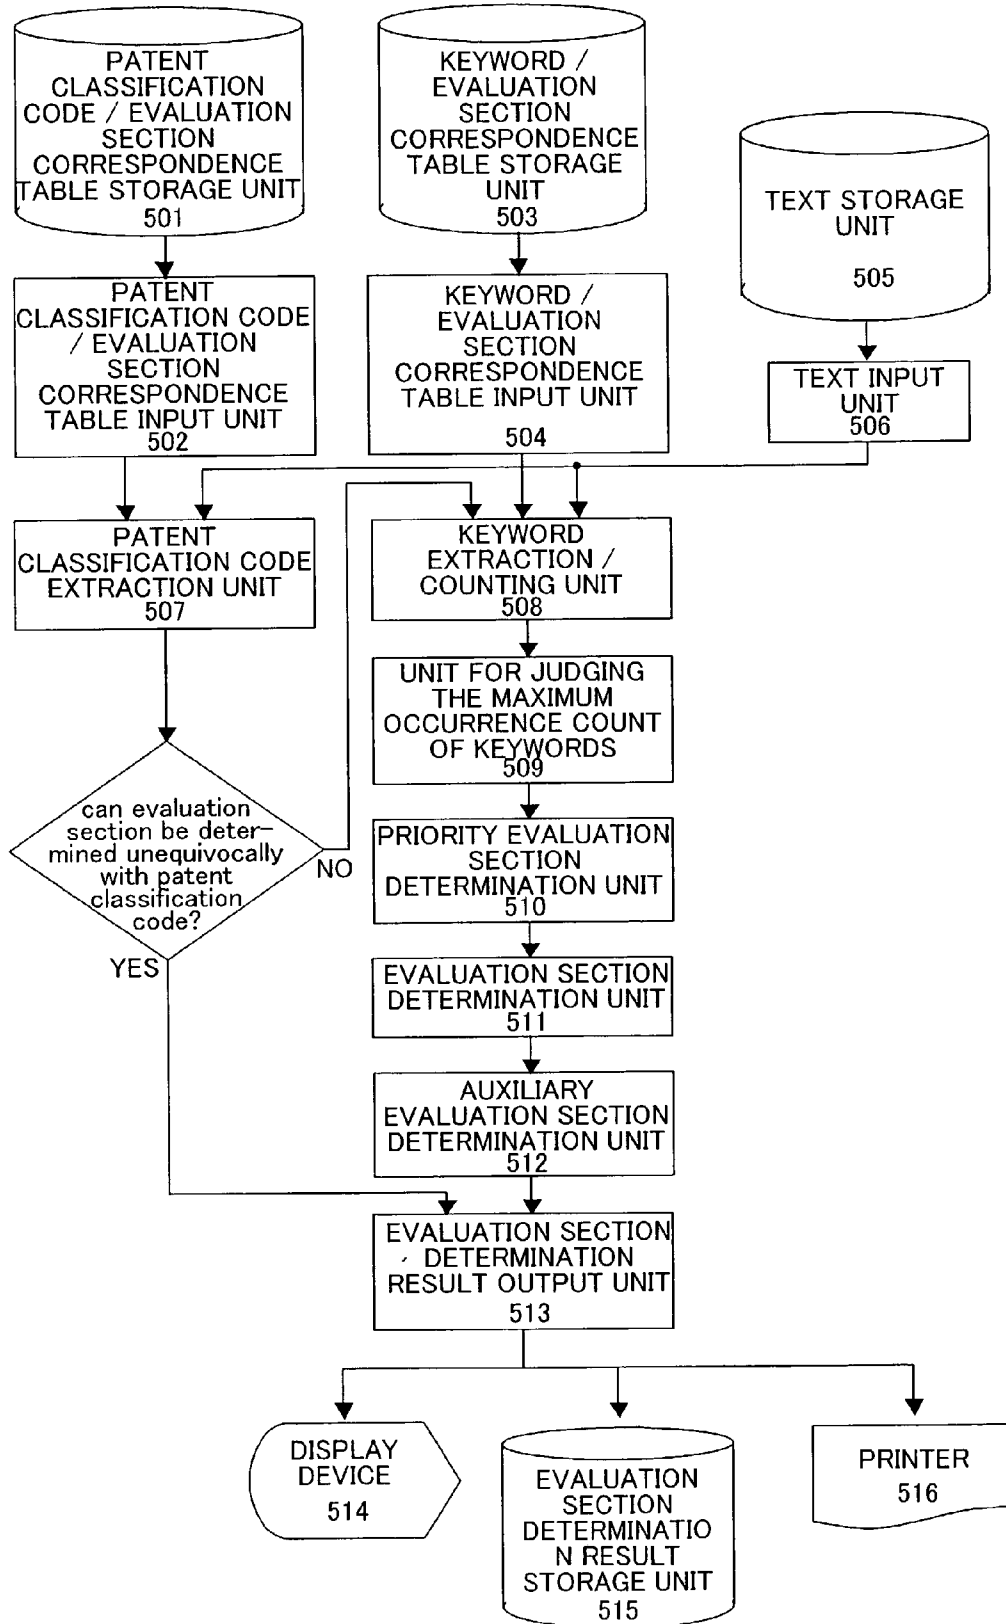 PATENT
CLASSIFICATION
CODE / EVALUATION
SECTION
CORRESPONDENCE
TABLE STORAGE UNIT
501
KEYWORD /
EVALUATION
SECTION
CORRESPONDENCE
TABLE STORAGE
UNIT
503
TEXT STORAGE
UNIT
505
PATENT
CLASSIFICATION CODE
/ EVALUATION
SECTION
CORRESPONDENCE
TABLE INPUT UNIT
502
KEYWORD /
EVALUATION
SECTION
CORRESPONDENCE
TABLE INPUT UNIT
504
TEXT INPUT
UNIT
506
PATENT
CLASSIFICATION CODE
EXTRACTION UNIT
507
KEYWORD
EXTRACTION /
COUNTING UNIT
508
UNIT FOR JUDGING
THE MAXIMUM
OCCURRENCE COUNT
OF KEYWORDS
509
can evaluation
section be deter-
mined unequivocally
with patent
classification
code?
NO
YES
PRIORITY EVALUATION
SECTION
DETERMINATION UNIT
510
EVALUATION SECTION
DETERMINATION UNIT
511
AUXILIARY
EVALUATION SECTION
DETERMINATION UNIT
512
EVALUATION SECTION
DETERMINATION
RESULT OUTPUT UNIT
513
DISPLAY
DEVICE
514
EVALUATION
SECTION
DETERMINATIO
N RESULT
STORAGE UNIT
515
PRINTER
516